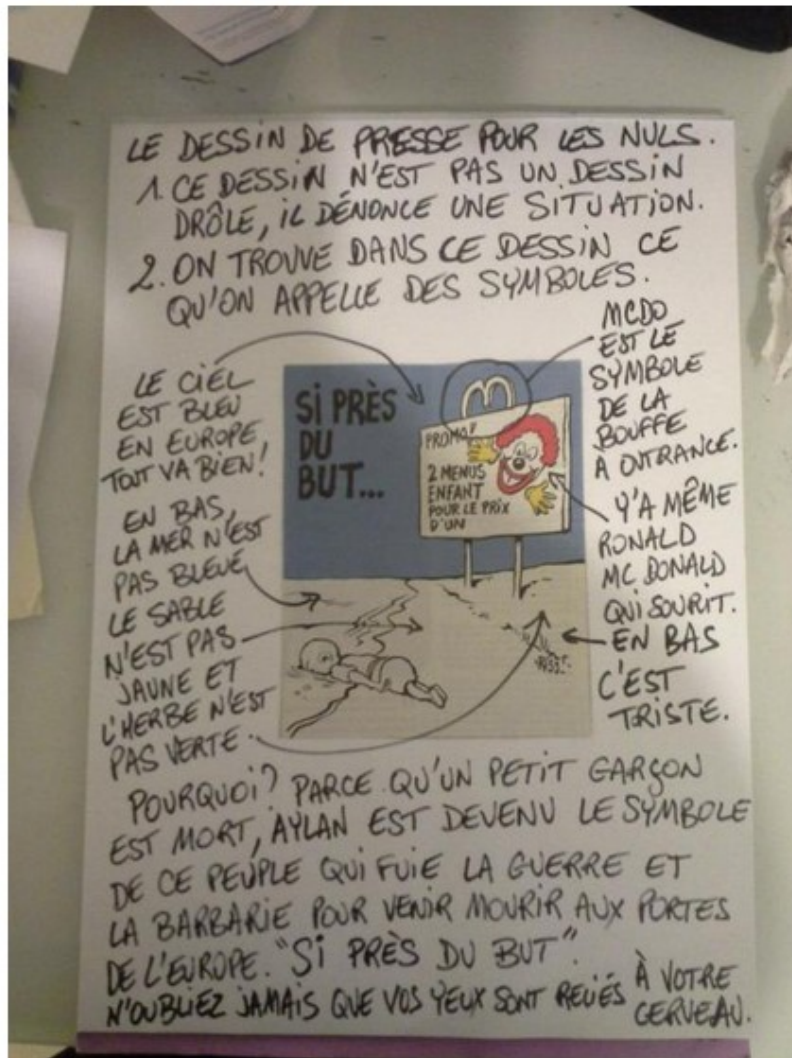 LE DESSIN DE PRESSE POUR LES NULS.
1. CE DESSIN N'EST PAS UN DESSIN
DRÔLE, IL DÉNONCE UNE SITUATION.
2. ON TROUVE DANS CE DESSIN CE
QU'ON APPELLE DES SYMBOLES.
LE CIEL
EST BLEU
EN EUROPE
TOUT VA BIEN!
EN BAS,
LA MER N'EST
PAS BLEUE,
LE SABLE
N'EST PAS
JAUNE ET
L'HERBE N'EST
PAS VERTE.
SI PRÈS
DU
BUT...
M
PROMO!
2 MENUS
ENFANT
POUR LE PRIX
D'UN
MCDO
EST LE
SYMBOLE
DE LA
BOUFFE
À OUTRANCE.
Y'A MÊME
RONALD
MC DONALD
QUI SOURIT.
EN BAS
C'EST
TRISTE.
POURQUOI? PARCE QU'UN PETIT GARÇON
EST MORT, AYLAN EST DEVENU LE SYMBOLE
DE CE PEUPLE QUI FUIE LA GUERRE ET
LA BARBARIE POUR VENIR MOURIR AUX PORTES
DE L'EUROPE. "SI PRÈS DU BUT".
N'OUBLIEZ JAMAIS QUE VOS YEUX SONT RELIÉS À VOTRE
CERVEAU.